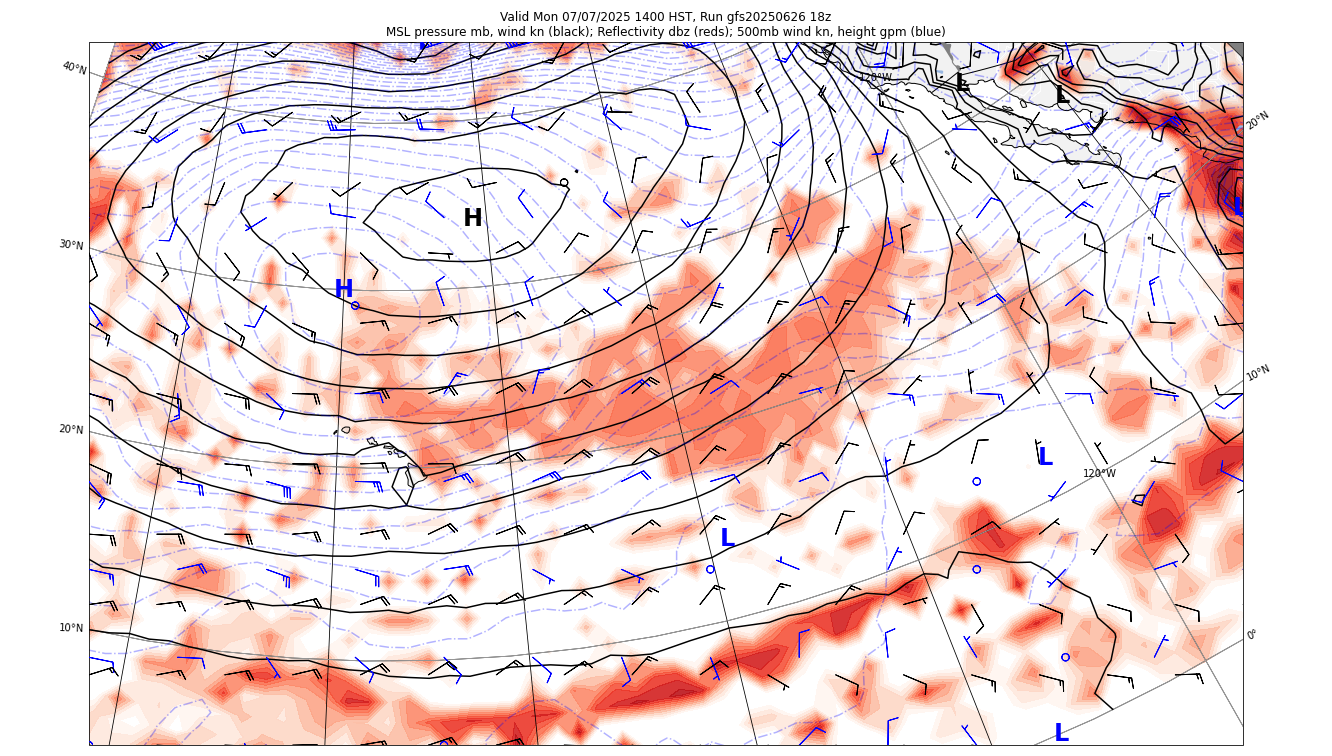 Valid Mon 07/07/2025 1400 HST, Run gfs20250626 18z
MSL pressure mb, wind kn (black); Reflectivity dbz (reds); 500mb wind kn, height gpm (blue)
40°N
120°W
L
L
20°N
L
H
30°N
H
10°N
20°N
L
120°W
L
10°N
0°
L